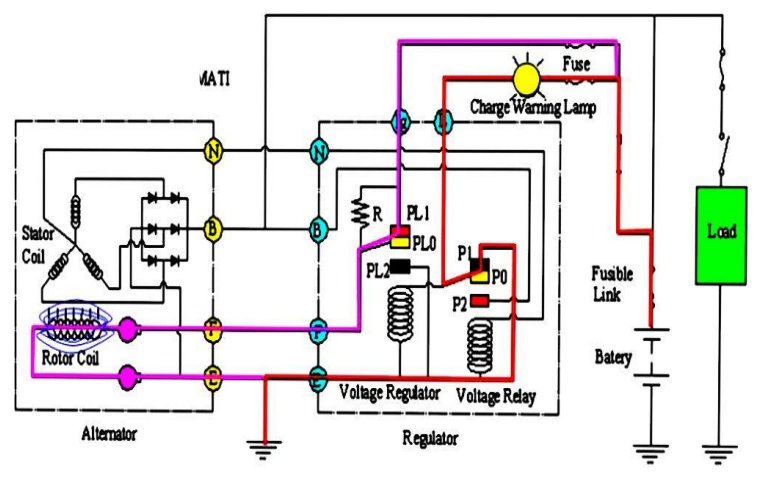 MATI
Fuse
Charge Warning Lamp
N
N
R
PL1
PL0
PL2
B
B
P1
P0
P2
Stator
Coil
Load
Fusible
Link
F
F
Rotor Coil
Batery
E
E
Voltage Regulator
Voltage Relay
Alternator
Regulator